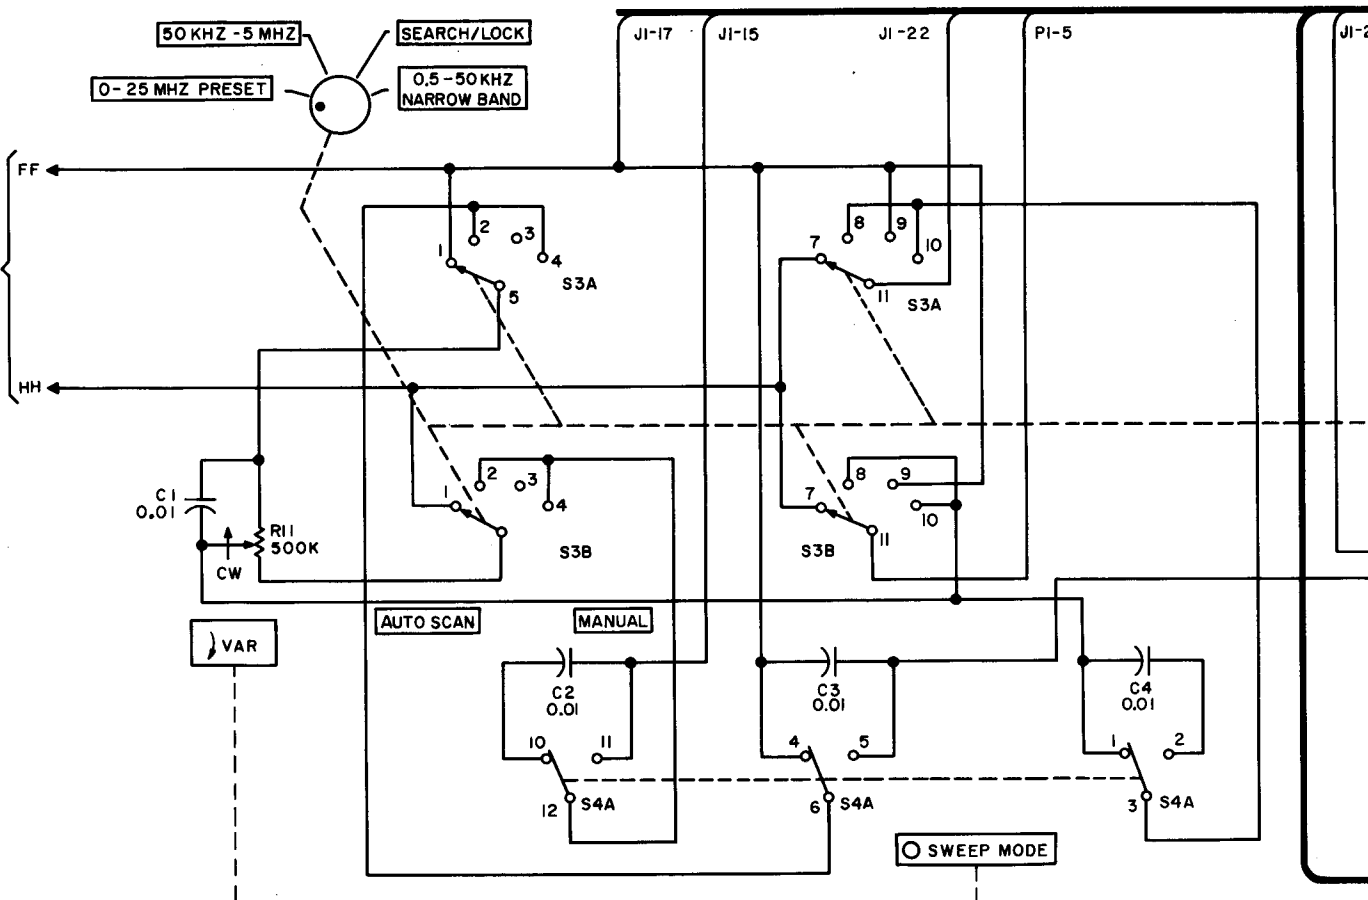 J1-17 J1-15 J1-22 P1-5
50 KHZ - 5 MHZ SEARCH/LOCK
0-25 MHZ PRESET 0.5-50 KHZ
NARROW BAND
FF
1 2 3 4 5 S3A
7 8 9 10 11 S3A
HH
1 2 3 4 S3B
7 8 9 10 11 S3B
C1
0.01
R11
500K
CW
VAR
AUTO SCAN MANUAL
C2
0.01
C3
0.01
C4
0.01
10 11 4 5 1 2
12 S4A 6 S4A 3 S4A
SWEEP MODE